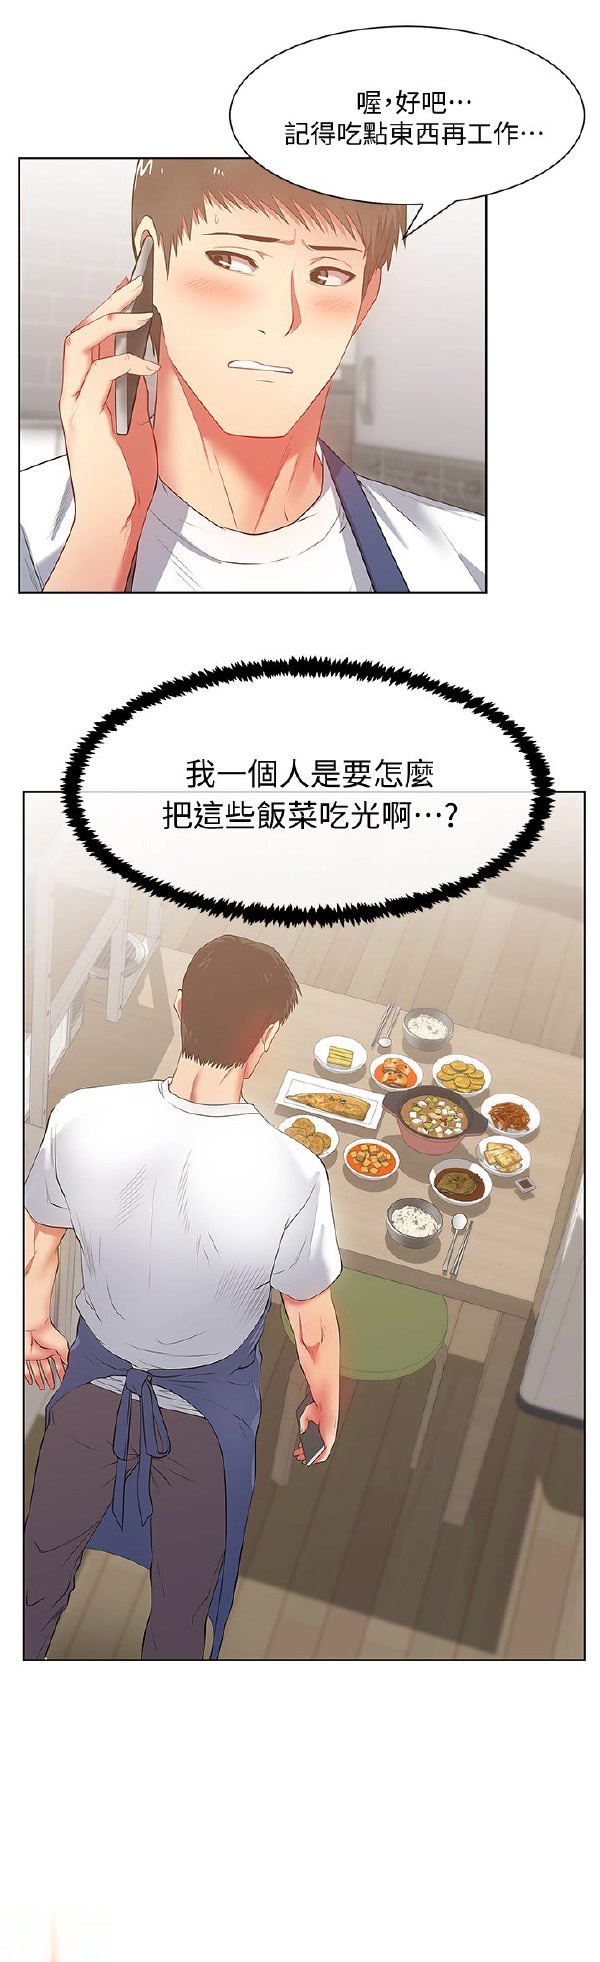 喔，好吧⋯
記得吃點東西再工作⋯
我一個人是要怎麼
把這些飯菜吃光啊⋯?